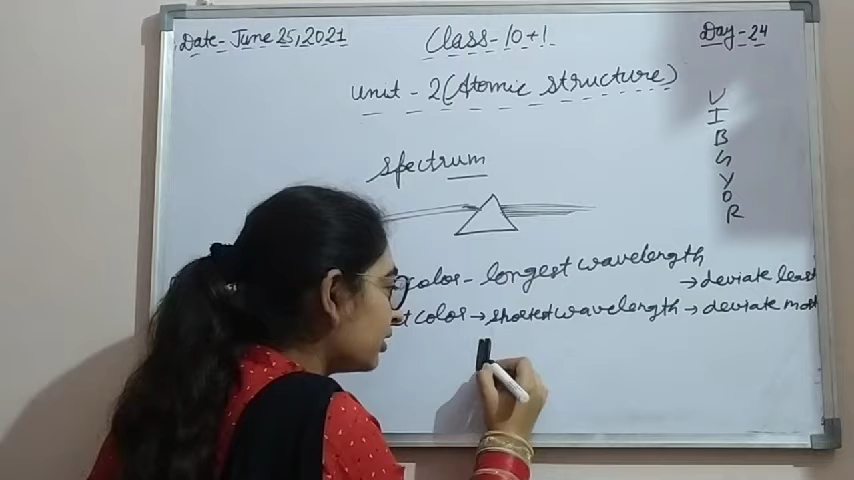 Date- June 25, 2021
Class- 10+1
Day-24
Unit - 2(Atomic structure)
V
I
B
G
Y
O
R
spectrum
color - longest wavelength
→ deviate least
color → shortest wavelength → deviate most